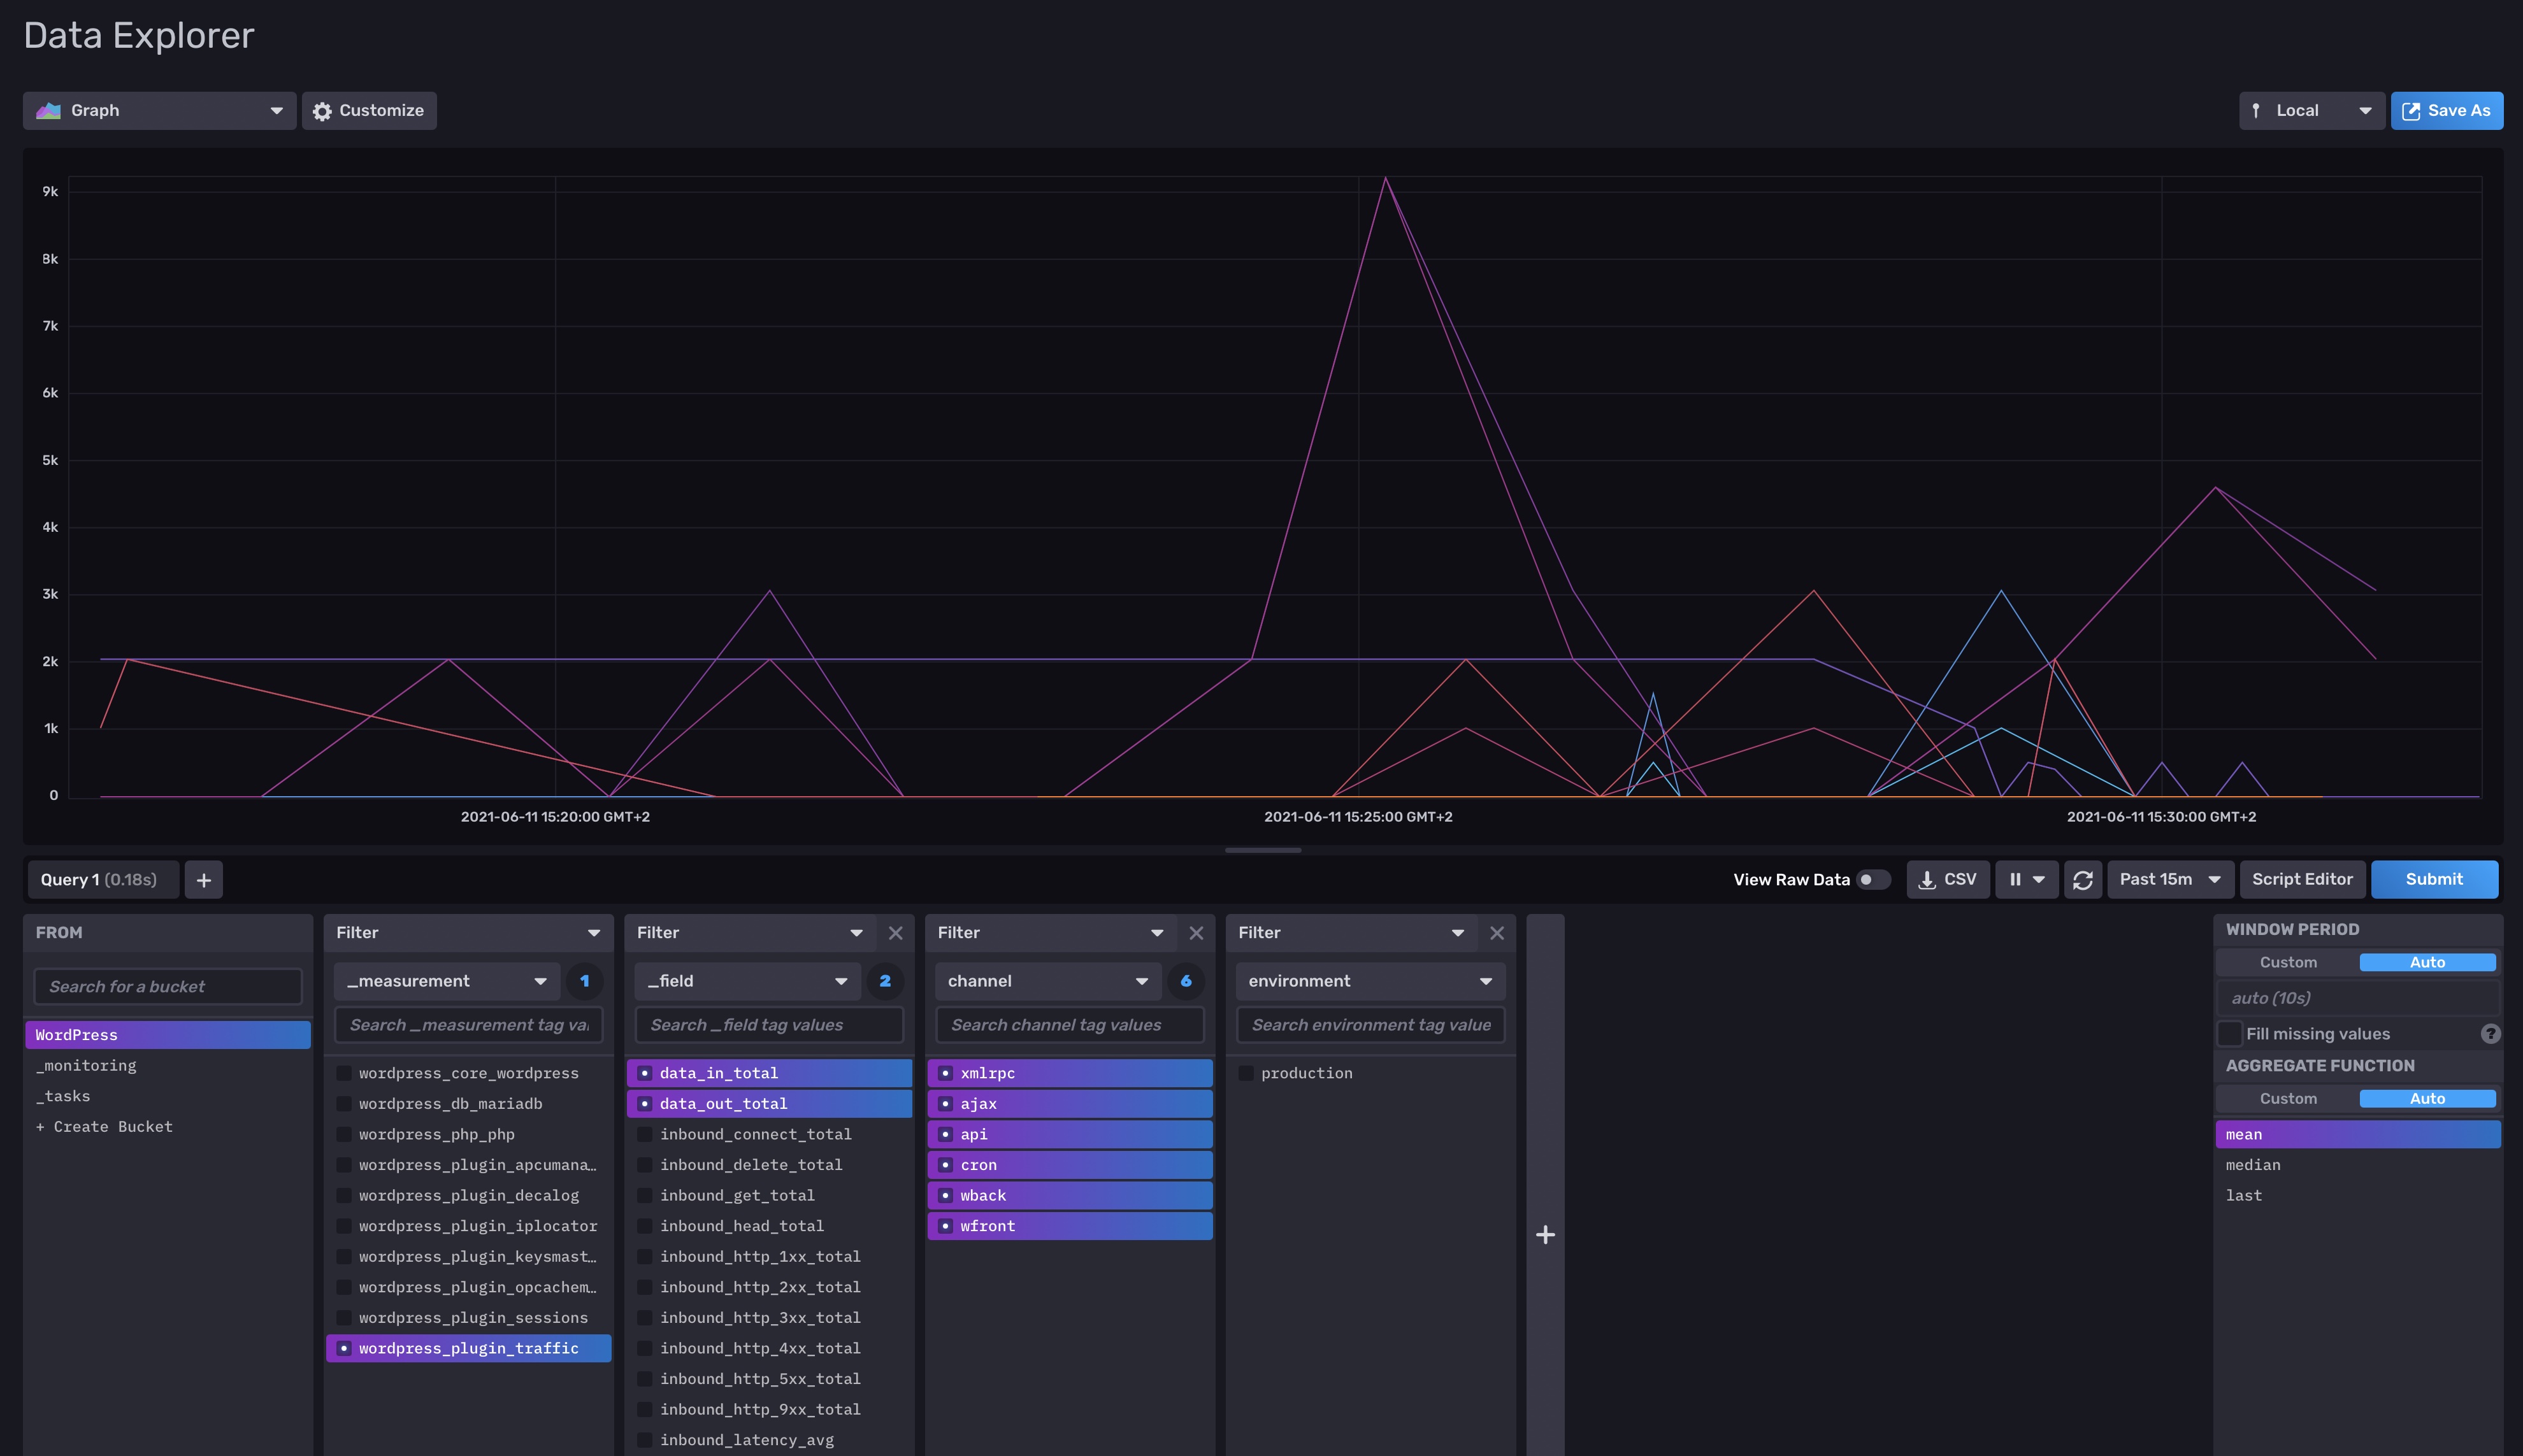 Data Explorer
Graph
Customize
Local
Save As
9k
8k
7k
6k
5k
4k
3k
2k
1k
0
2021-06-11 15:20:00 GMT+2
2021-06-11 15:25:00 GMT+2
2021-06-11 15:30:00 GMT+2
Query 1 (0.18s)
+
View Raw Data
CSV
Past 15m
Script Editor
Submit
FROM
Search for a bucket
WordPress
_monitoring
_tasks
+ Create Bucket
Filter
_measurement
1
Search _measurement tag va
wordpress_core_wordpress
wordpress_db_mariadb
wordpress_php_php
wordpress_plugin_apcumana…
wordpress_plugin_decalog
wordpress_plugin_iplocator
wordpress_plugin_keysmast…
wordpress_plugin_opcachem…
wordpress_plugin_sessions
wordpress_plugin_traffic
Filter
_field
2
Search _field tag values
data_in_total
data_out_total
inbound_connect_total
inbound_delete_total
inbound_get_total
inbound_head_total
inbound_http_1xx_total
inbound_http_2xx_total
inbound_http_3xx_total
inbound_http_4xx_total
inbound_http_5xx_total
inbound_http_9xx_total
inbound_latency_avg
Filter
channel
6
Search channel tag values
xmlrpc
ajax
api
cron
wback
wfront
Filter
environment
Search environment tag value
production
+
WINDOW PERIOD
Custom
Auto
auto (10s)
Fill missing values
?
AGGREGATE FUNCTION
Custom
Auto
mean
median
last